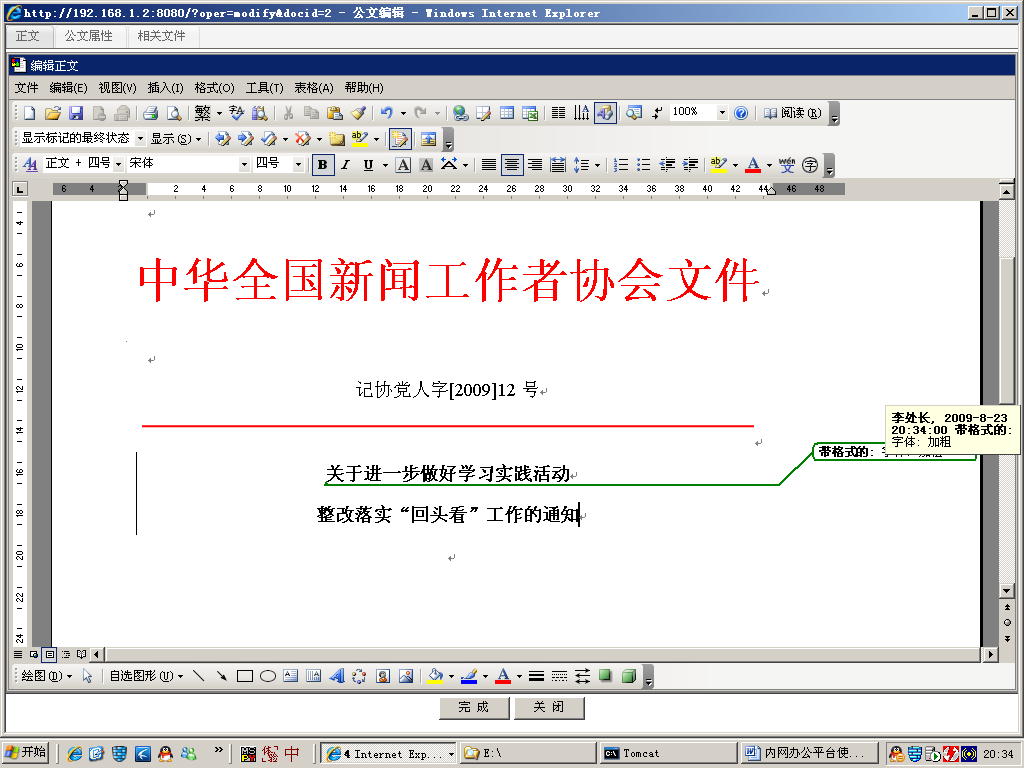 http://192.168.1.2:8080/?oper=modify&docid=2 - 公文编辑 - Windows Internet Explorer
正文 公文属性 相关文件
编辑正文
文件 编辑(E) 视图(V) 插入(I) 格式(O) 工具(T) 表格(A) 帮助(H)
繁 100% 阅读(R)
显示标记的最终状态 显示(S)
正文 + 四号 宋体 四号 B I U A A A wén 文 字
6 4 2 2 4 6 8 10 12 14 16 18 20 22 24 26 28 30 32 34 36 38 40 42 44 46 48
中华全国新闻工作者协会文件
记协党人字[2009]12 号
李处长, 2009-8-23
20:34:00 带格式的:
字体: 加粗
带格式的:
关于进一步做好学习实践活动
整改落实“回头看”工作的通知
绘图(D) 自选图形(U)
完 成 关 闭
开始 » 中 4 Internet Exp... E:\ Tomcat 内网办公平台使... 20:34